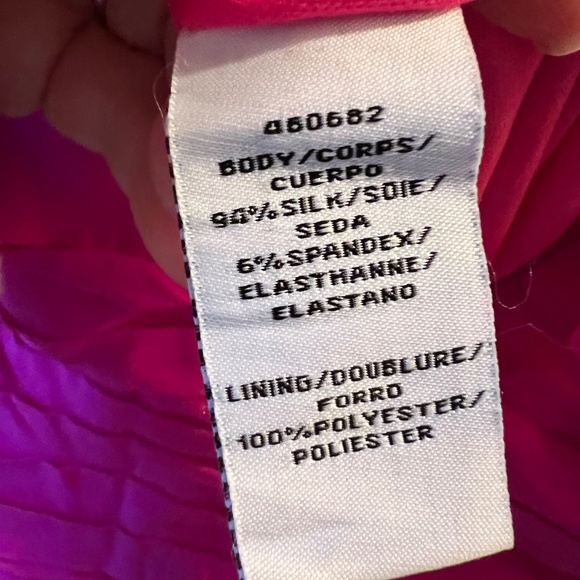 460682
BODY/CORPS/
CUERPO
94%SILK/SOIE/
SEDA
6%SPANDEX/
ELASTHANNE/
ELASTANO
LINING/DOUBLURE/
FORRO
100%POLYESTER/
POLIESTER